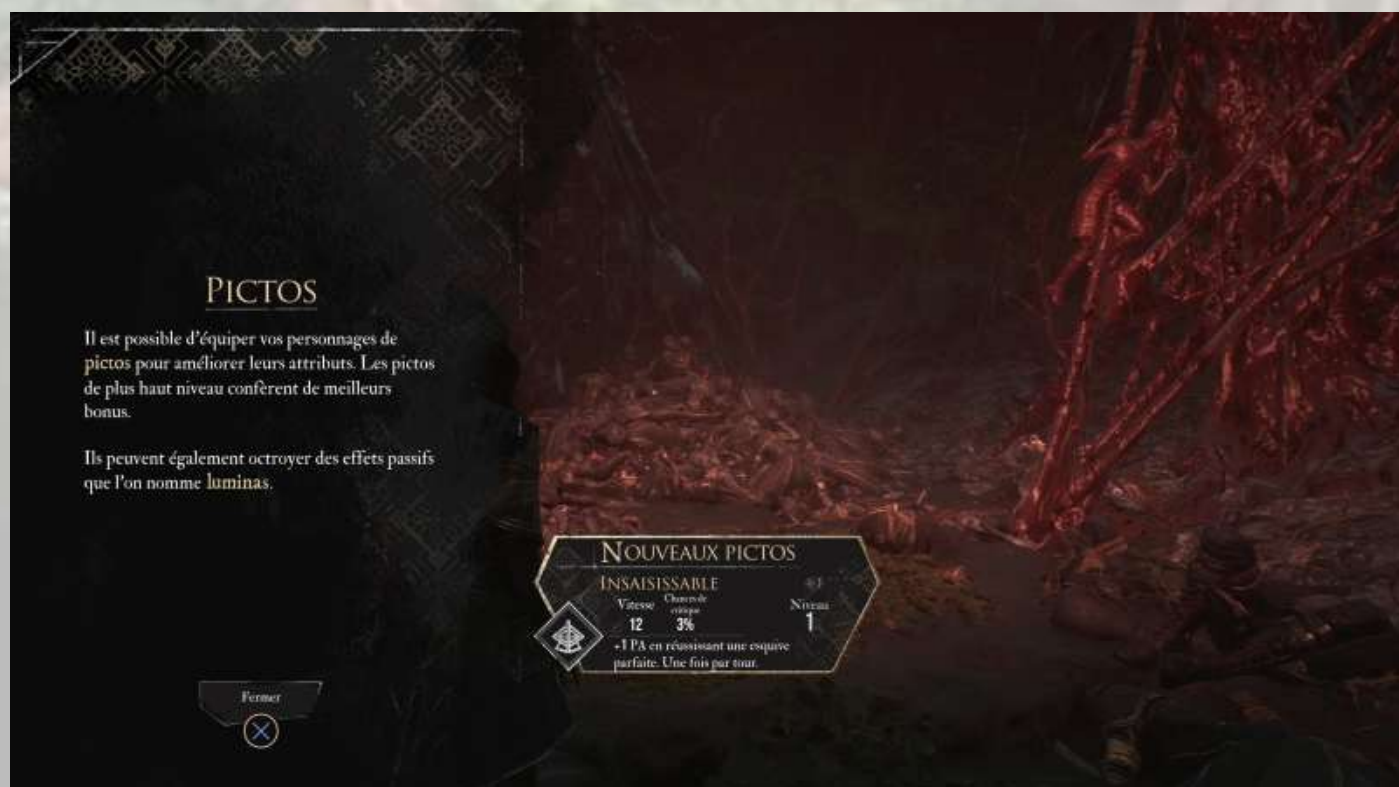 PICTOS
Il est possible d'équiper vos personnages de
pictos pour améliorer leurs attributs. Les pictos
de plus haut niveau confèrent de meilleurs
bonus.
Ils peuvent également octroyer des effets passifs
que l'on nomme luminas.
Fermer
NOUVEAUX PICTOS
INSAISISSABLE
Vitesse
12
Chances de
critique
3%
Niveau
1
+1 PA en réussissant une esquive
parfaite. Une fois par tour.